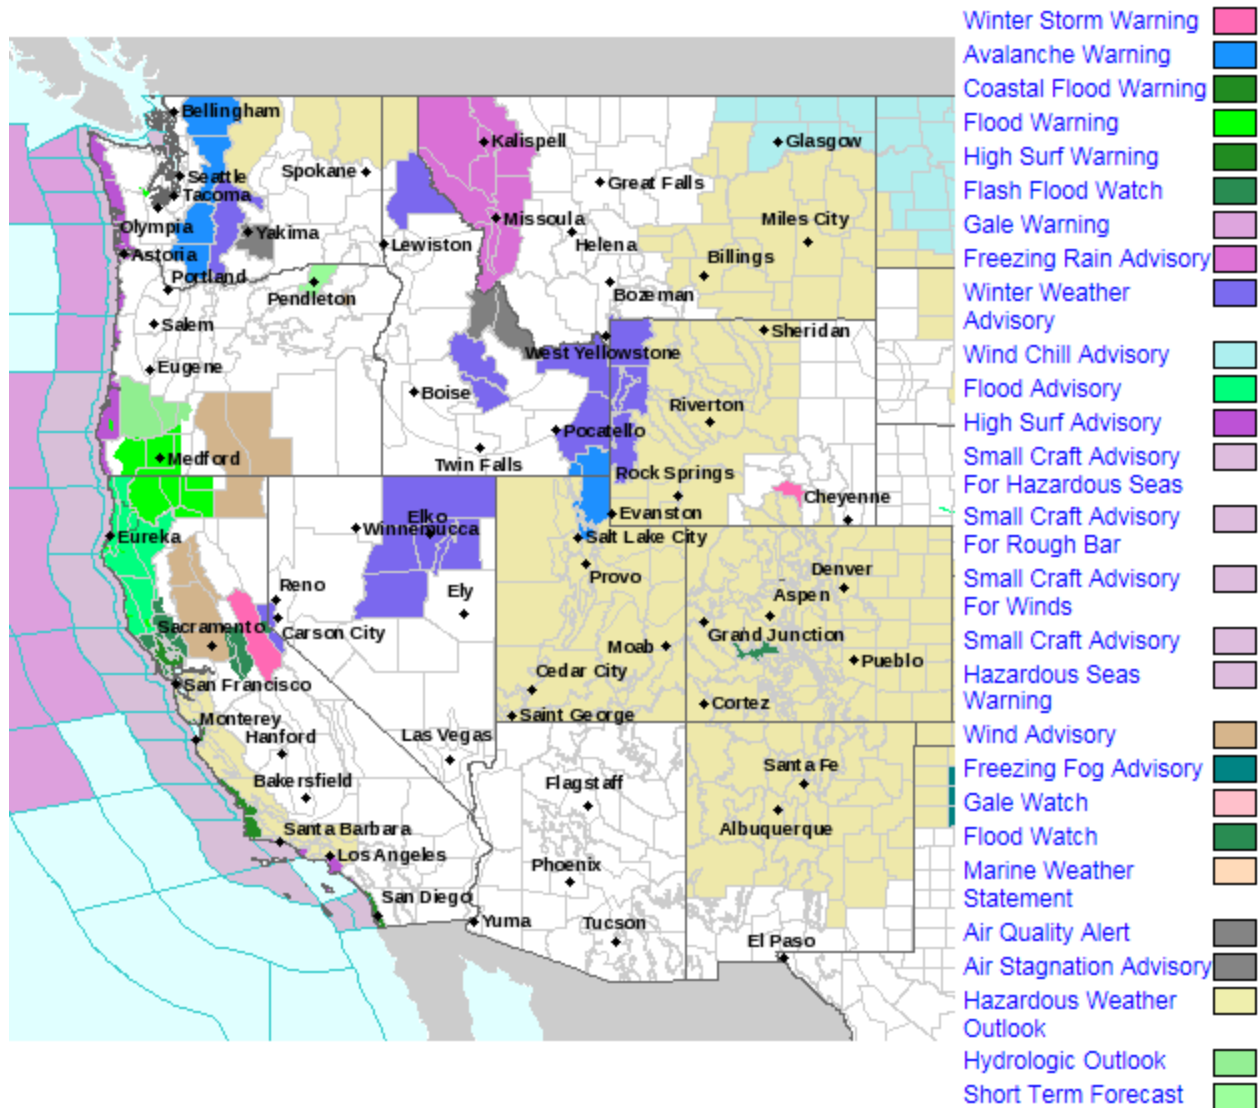 Winter Storm Warning
Avalanche Warning
Coastal Flood Warning
Flood Warning
High Surf Warning
Flash Flood Watch
Gale Warning
Freezing Rain Advisory
Winter Weather
Advisory
Wind Chill Advisory
Flood Advisory
High Surf Advisory
Small Craft Advisory
For Hazardous Seas
Small Craft Advisory
For Rough Bar
Small Craft Advisory
For Winds
Small Craft Advisory
Hazardous Seas
Warning
Wind Advisory
Freezing Fog Advisory
Gale Watch
Flood Watch
Marine Weather
Statement
Air Quality Alert
Air Stagnation Advisory
Hazardous Weather
Outlook
Hydrologic Outlook
Short Term Forecast
Bellingham
Seattle
Tacoma
Olympia
Yakima
Astoria
Portland
Pendleton
Salem
Eugene
Medford
Spokane
Lewiston
Kalispell
Missoula
Great Falls
Helena
Bozeman
Glasgow
Miles City
Billings
West Yellowstone
Sheridan
Boise
Pocatello
Twin Falls
Riverton
Rock Springs
Cheyenne
Evanston
Salt Lake City
Provo
Eureka
Winnemucca
Elko
Reno
Ely
Carson City
Sacramento
San Francisco
Monterey
Hanford
Bakersfield
Las Vegas
Santa Barbara
Los Angeles
San Diego
Moab
Cedar City
Saint George
Denver
Aspen
Grand Junction
Pueblo
Cortez
Flagstaff
Santa Fe
Albuquerque
Phoenix
Yuma
Tucson
El Paso